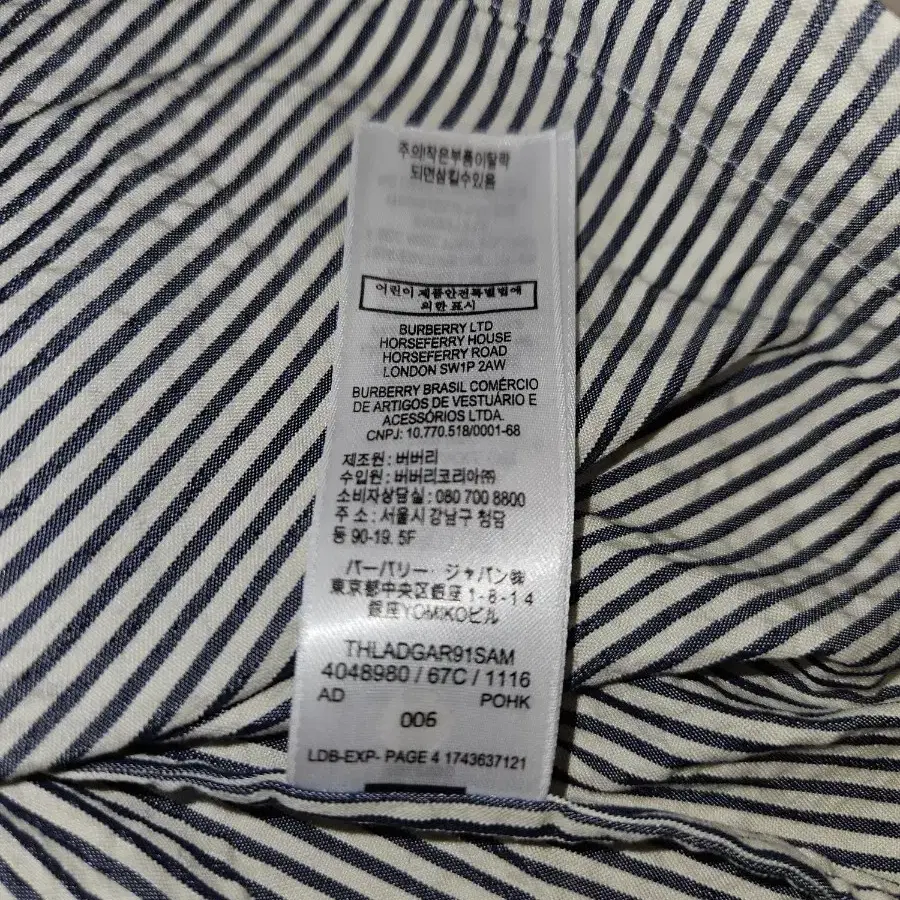 주의!작은부품이탈락
되면삼킬수있음
어린이제품안전특별법에
의한 표시
BURBERRY LTD
HORSEFERRY HOUSE
HORSEFERRY ROAD
LONDON SW1P 2AW
BURBERRY BRASIL COMÉRCIO
DE ARTIGOS DE VESTUÁRIO E
ACESSÓRIOS LTDA.
CNPJ: 10.770.518/0001-68
제조원 : 버버리
수입원 : 버버리코리아㈜
소비자상담실 : 080 700 8800
주 소 : 서울시 강남구 청담
동 90-19. 5F
バーバリー・ジャパン㈱
東京都中央区銀座1-8-14
銀座YOMIKOビル
THLADGAR91SAM
4048980 / 67C / 1116
AD POHK
006
LDB-EXP- PAGE 4 1743637121